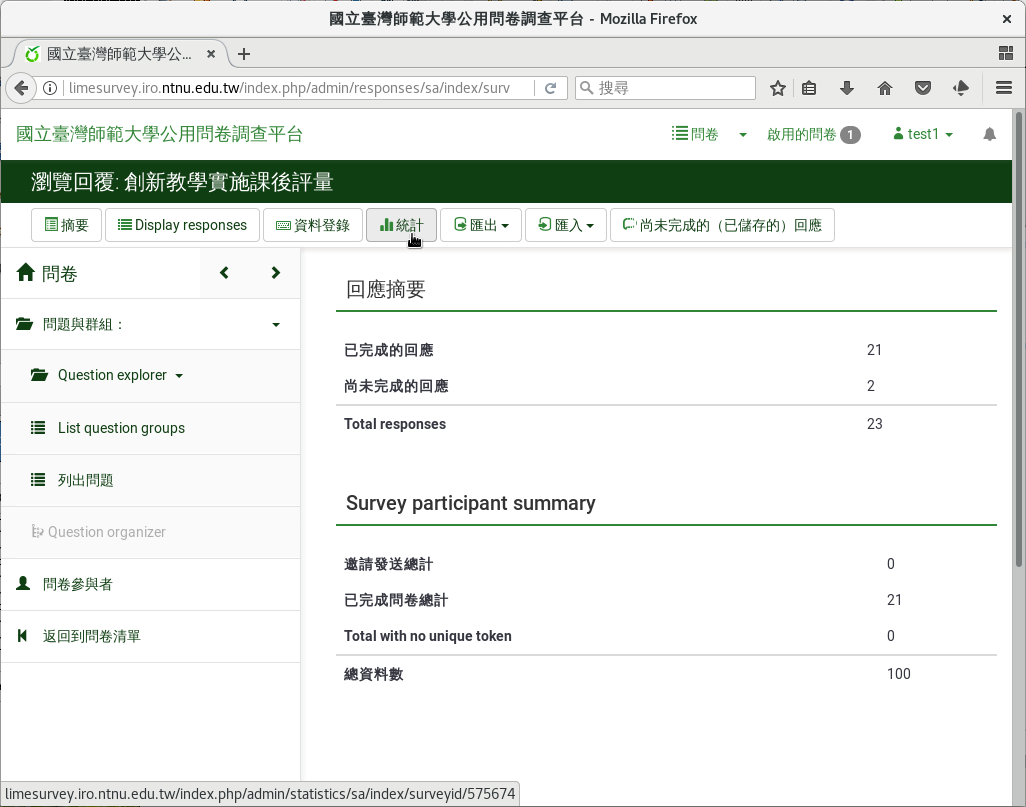 國立臺灣師範大學公用問卷調查平台 - Mozilla Firefox
國立臺灣師範大學公...
limesurvey.iro.ntnu.edu.tw/index.php/admin/responses/sa/index/surv
搜尋
國立臺灣師範大學公用問卷調查平台
問卷
啟用的問卷 1
test1
瀏覽回覆: 創新教學實施課後評量
摘要
Display responses
資料登錄
統計
匯出
匯入
尚未完成的（已儲存的）回應
問卷
問題與群組：
Question explorer
List question groups
列出問題
Question organizer
問卷參與者
返回到問卷清單
回應摘要
已完成的回應 21
尚未完成的回應 2
Total responses 23
Survey participant summary
邀請發送總計 0
已完成問卷總計 21
Total with no unique token 0
總資料數 100
limesurvey.iro.ntnu.edu.tw/index.php/admin/statistics/sa/index/surveyid/575674